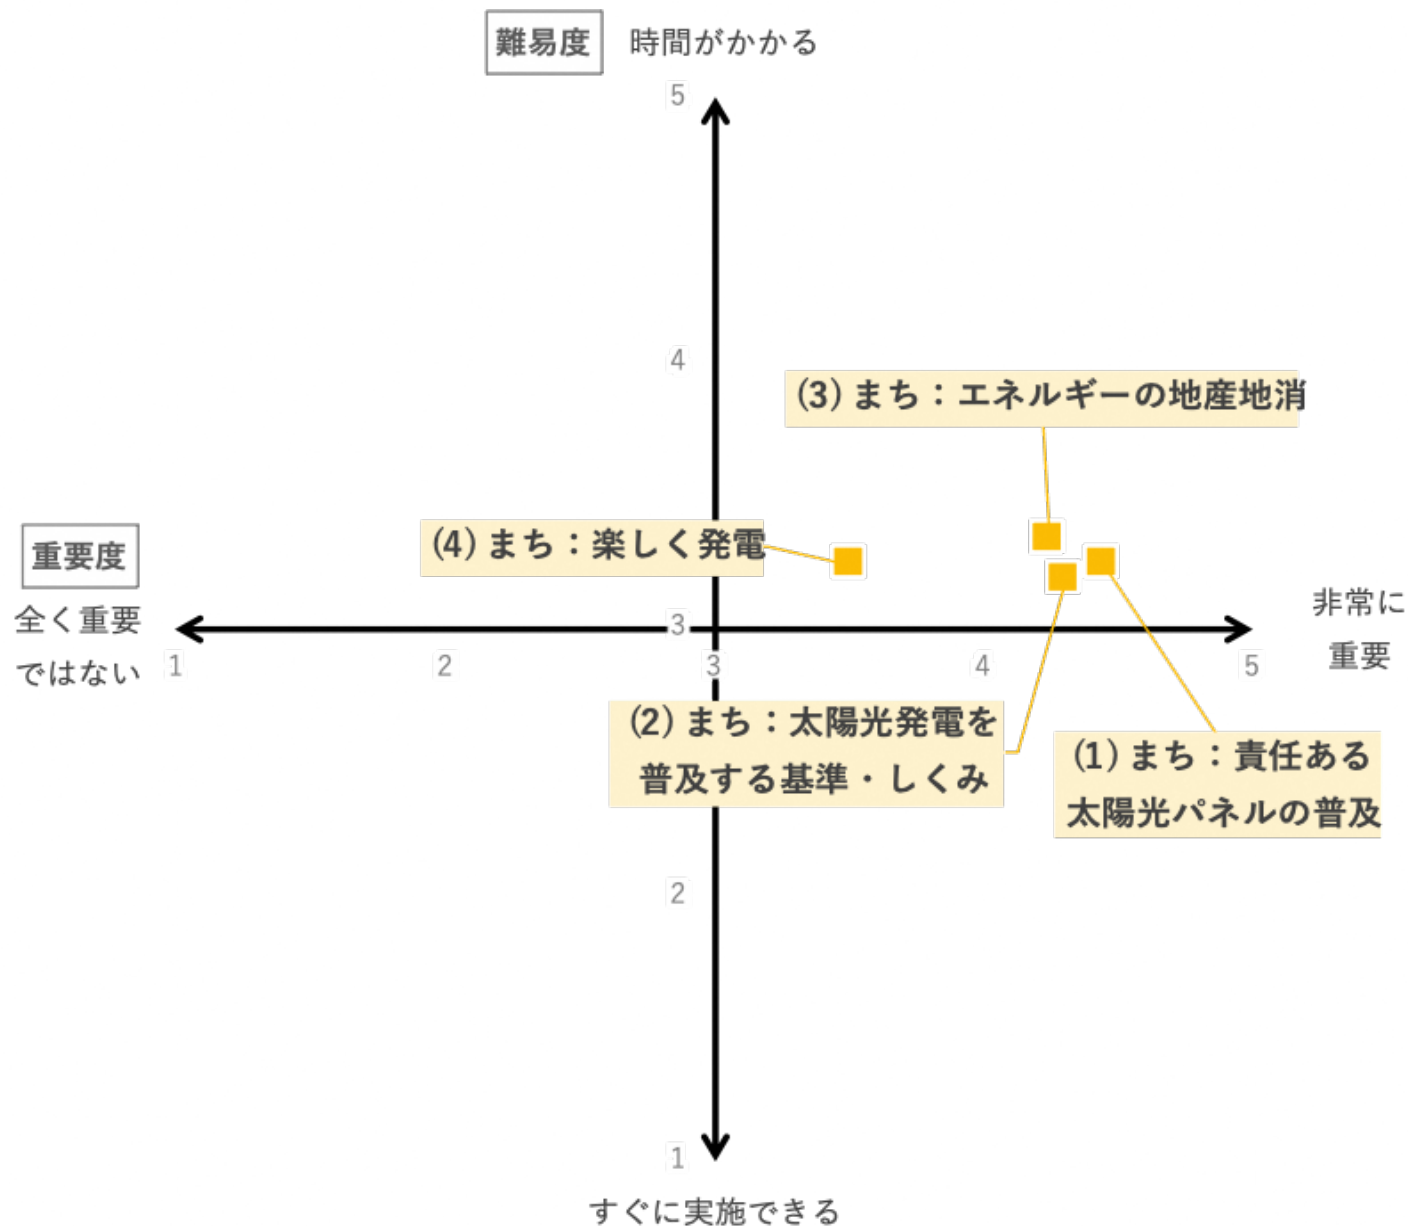 難易度 時間がかかる
5
4
(3) まち：エネルギーの地産地消
(4) まち：楽しく発電
重要度
全く重要
ではない
非常に
重要
3
1 2 3 4 5
(2) まち：太陽光発電を
普及する基準・しくみ
(1) まち：責任ある
太陽光パネルの普及
2
1
すぐに実施できる